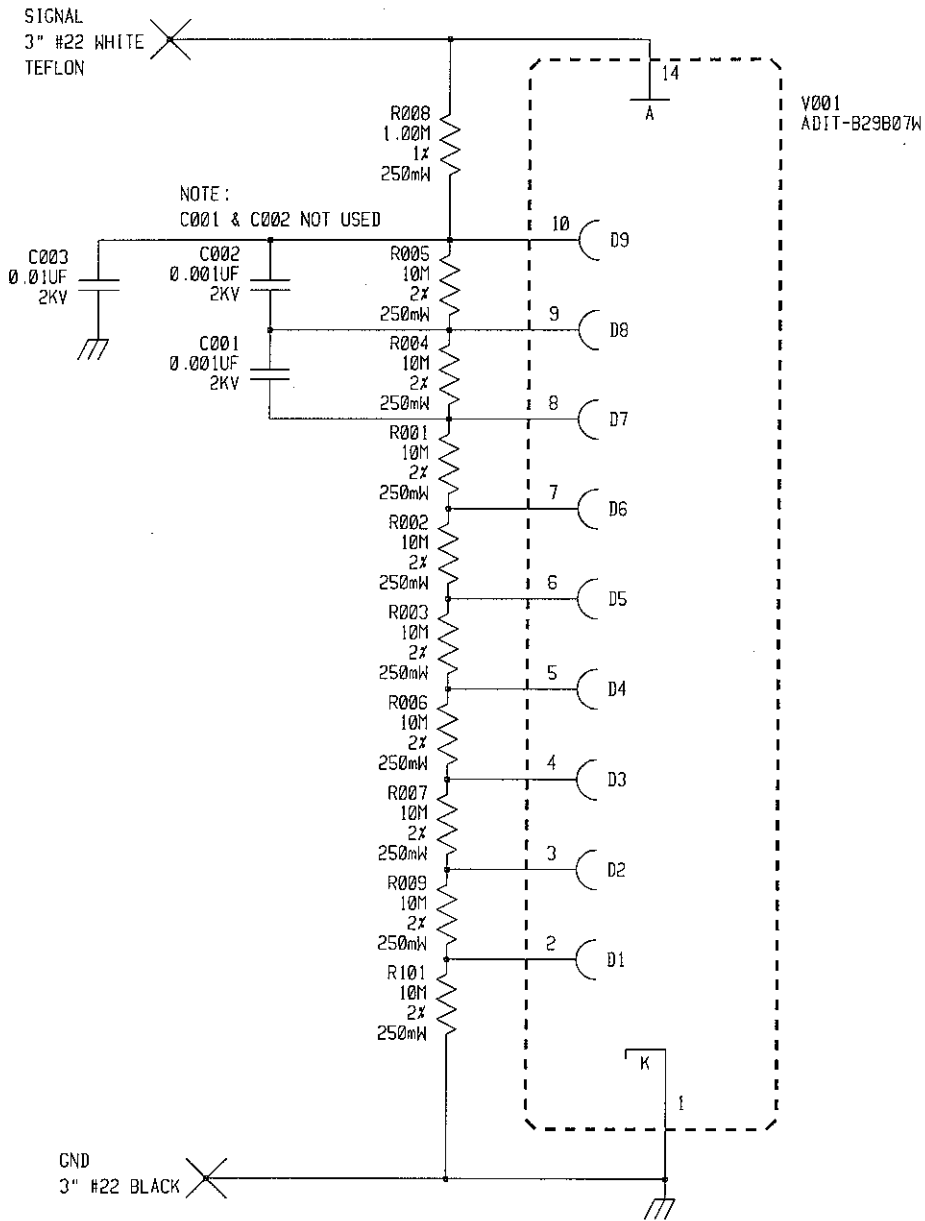 SIGNAL
3" #22 WHITE
TEFLON
14
A
V001
ADIT-B29B07W
R008
1.00M
1%
250mW
NOTE:
C001 & C002 NOT USED
10
D9
C003
0.01UF
2KV
C002
0.001UF
2KV
R005
10M
2%
250mW
9
D8
C001
0.001UF
2KV
R004
10M
2%
250mW
8
D7
R001
10M
2%
250mW
7
D6
R002
10M
2%
250mW
6
D5
R003
10M
2%
250mW
5
D4
R006
10M
2%
250mW
4
D3
R007
10M
2%
250mW
3
D2
R009
10M
2%
250mW
2
D1
R101
10M
2%
250mW
K
1
GND
3" #22 BLACK